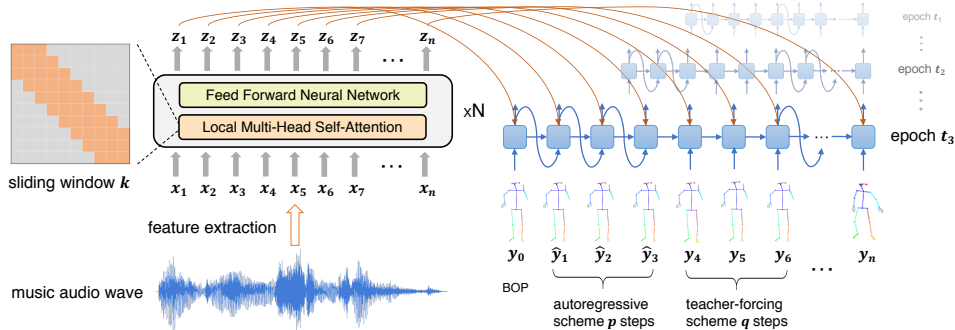 z₁ z₂ z₃ z₄ z₅ z₆ z₇ ... zₙ
Feed Forward Neural Network
Local Multi-Head Self-Attention
xN
x₁ x₂ x₃ x₄ x₅ x₆ x₇ ... xₙ
sliding window k
feature extraction
music audio wave
epoch t₁
epoch t₂
epoch t₃
y₀ ŷ₁ ŷ₂ ŷ₃ y₄ y₅ y₆ ... yₙ
BOP
autoregressive
scheme p steps
teacher-forcing
scheme q steps